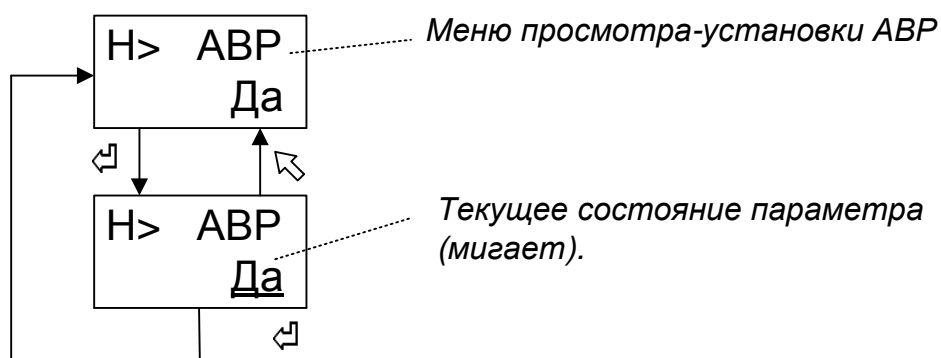 Н> АВР
Да
Меню просмотра-установки АВР
Н> АВР
Да
Текущее состояние параметра
(мигает).